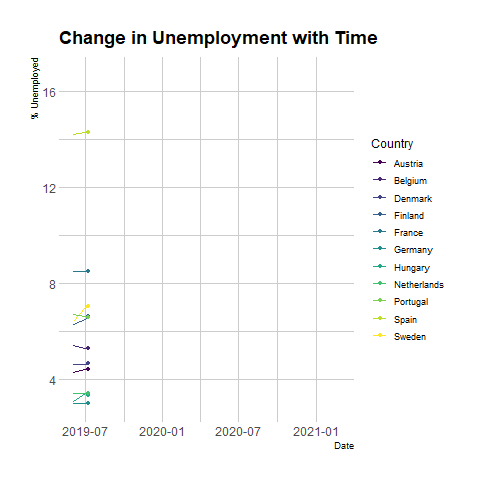 Change in Unemployment with Time
% Unemployed
16
12
8
4
2019-07
2020-01
2020-07
2021-01
Date
Country
Austria
Belgium
Denmark
Finland
France
Germany
Hungary
Netherlands
Portugal
Spain
Sweden